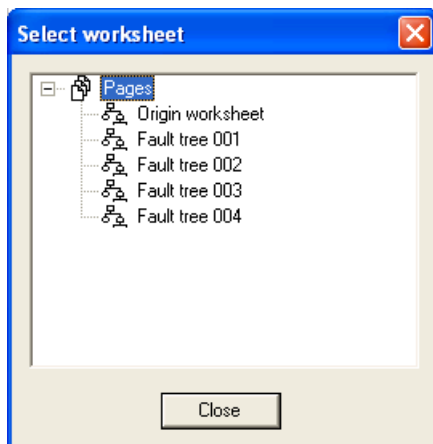 Select worksheet
Pages
Origin worksheet
Fault tree 001
Fault tree 002
Fault tree 003
Fault tree 004
Close